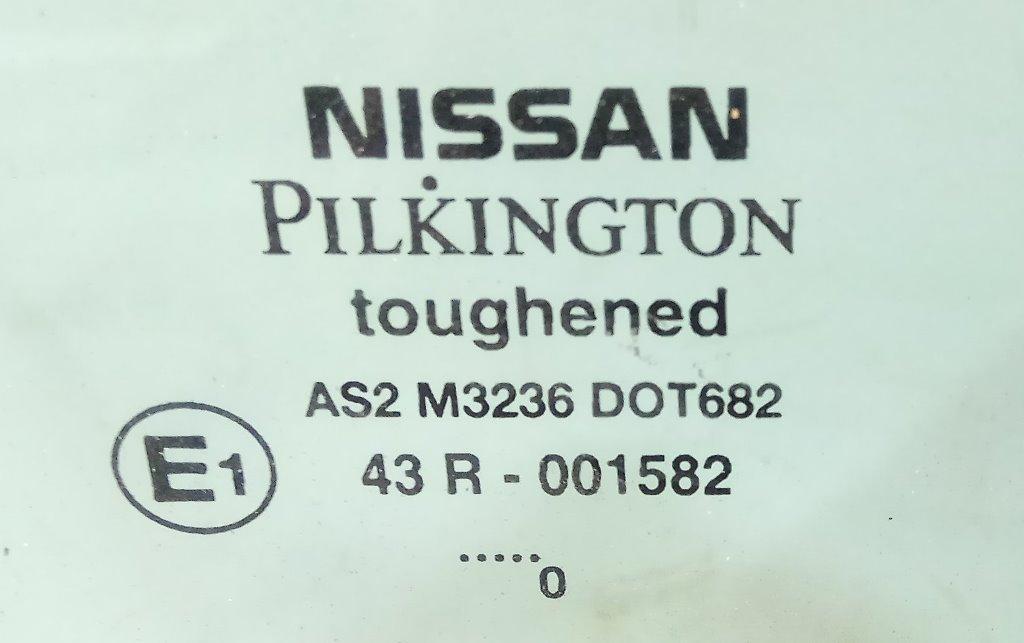 NISSAN
PILKINGTON
toughened
AS2 M3236 DOT682
E1
43 R - 001582
.....0